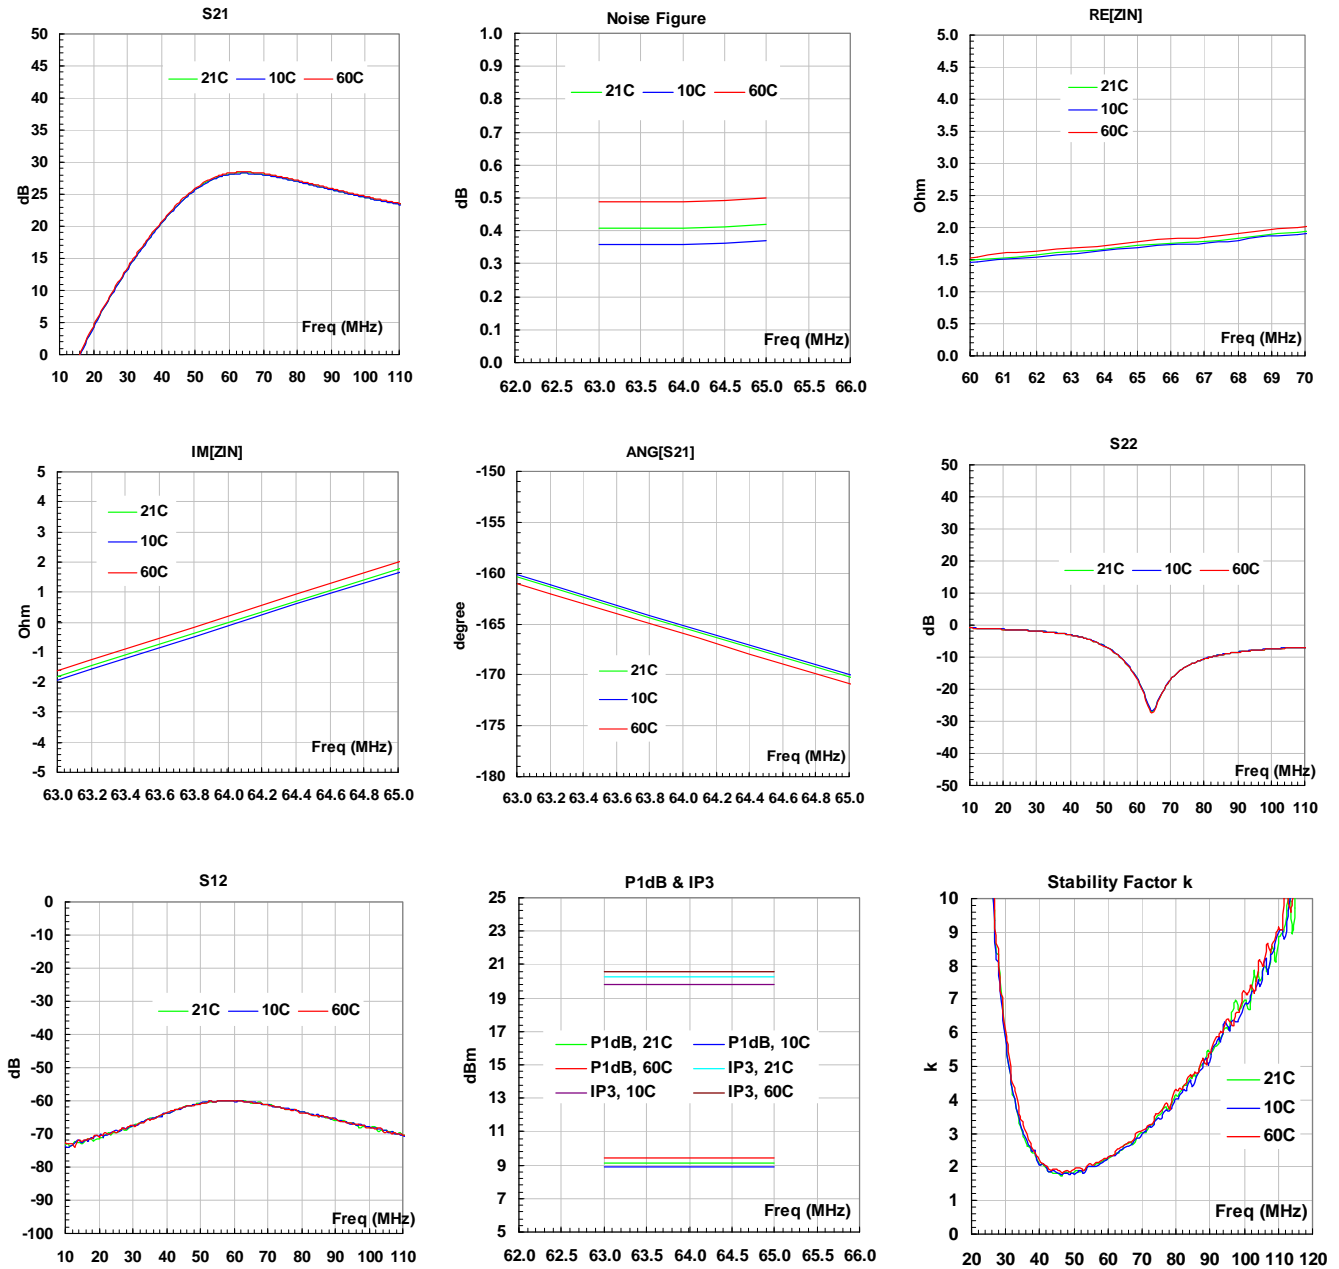 S21
50
45
40
35
30
25
20
15
10
5
0
dB
21C 10C 60C
Freq (MHz)
10 20 30 40 50 60 70 80 90 100 110
Noise Figure
1.0
0.9
0.8
0.7
0.6
0.5
0.4
0.3
0.2
0.1
0.0
dB
21C 10C 60C
Freq (MHz)
62.0 62.5 63.0 63.5 64.0 64.5 65.0 65.5 66.0
RE[ZIN]
5.0
4.5
4.0
3.5
3.0
2.5
2.0
1.5
1.0
0.5
0.0
Ohm
21C
10C
60C
Freq (MHz)
60 61 62 63 64 65 66 67 68 69 70
IM[ZIN]
5
4
3
2
1
0
-1
-2
-3
-4
-5
Ohm
21C
10C
60C
Freq (MHz)
63.0 63.2 63.4 63.6 63.8 64.0 64.2 64.4 64.6 64.8 65.0
ANG[S21]
-150
-155
-160
-165
-170
-175
-180
degree
21C
10C
60C
Freq (MHz)
63.0 63.2 63.4 63.6 63.8 64.0 64.2 64.4 64.6 64.8 65.0
S22
50
40
30
20
10
0
-10
-20
-30
-40
-50
dB
21C 10C 60C
Freq (MHz)
10 20 30 40 50 60 70 80 90 100 110
S12
0
-10
-20
-30
-40
-50
-60
-70
-80
-90
-100
dB
21C 10C 60C
Freq (MHz)
10 20 30 40 50 60 70 80 90 100 110
P1dB & IP3
25
23
21
19
17
15
13
11
9
7
5
dBm
P1dB, 21C P1dB, 10C
P1dB, 60C IP3, 21C
IP3, 10C IP3, 60C
Freq (MHz)
62.0 62.5 63.0 63.5 64.0 64.5 65.0 65.5 66.0
Stability Factor k
10
9
8
7
6
5
4
3
2
1
0
k
21C
10C
60C
Freq (MHz)
20 30 40 50 60 70 80 90 100 110 120